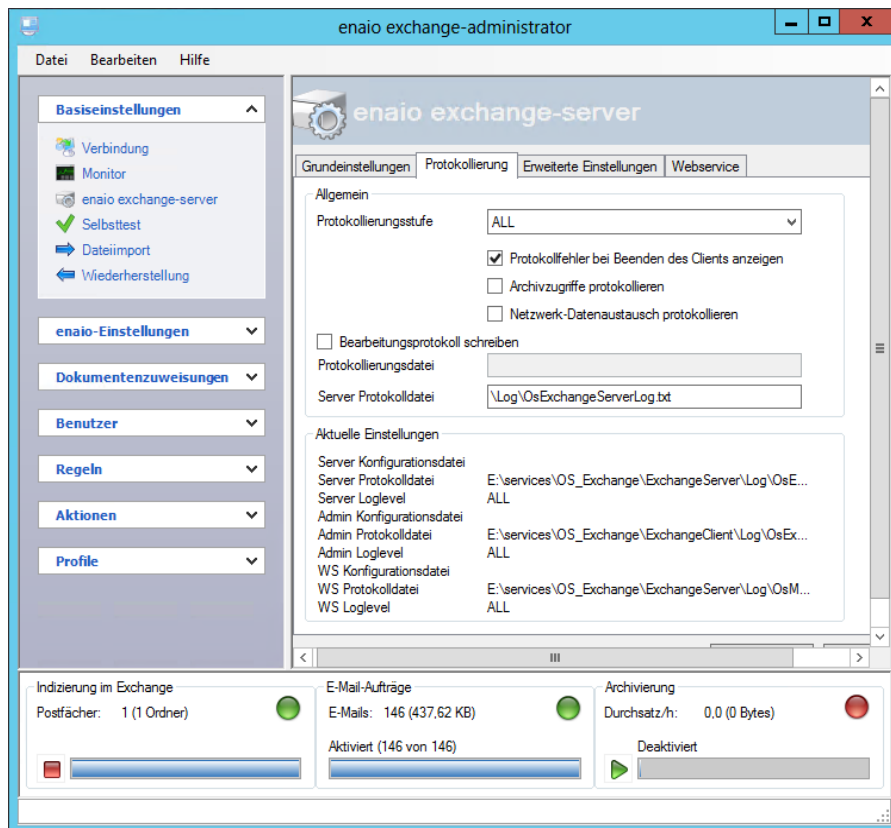 enaio exchange-administrator
Datei Bearbeiten Hilfe
Basiseinstellungen
Verbindung
Monitor
enaio exchange-server
Selbsttest
Dateiimport
Wiederherstellung
enaio-Einstellungen
Dokumentenzuweisungen
Benutzer
Regeln
Aktionen
Profile
enaio exchange-server
Grundeinstellungen Protokollierung Erweiterte Einstellungen Webservice
Allgemein
Protokollierungsstufe ALL
Protokollfehler bei Beenden des Clients anzeigen
Archivzugriffe protokollieren
Netzwerk-Datenaustausch protokollieren
Bearbeitungsprotokoll schreiben
Protokollierungsdatei
Server Protokolldatei \Log\OsExchangeServerLog.txt
Aktuelle Einstellungen
Server Konfigurationsdatei
Server Protokolldatei E:\services\OS_Exchange\ExchangeServer\Log\OsE...
Server Loglevel ALL
Admin Konfigurationsdatei
Admin Protokolldatei E:\services\OS_Exchange\ExchangeClient\Log\OsEx...
Admin Loglevel ALL
WS Konfigurationsdatei
WS Protokolldatei E:\services\OS_Exchange\ExchangeServer\Log\OsM...
WS Loglevel ALL
Indizierung im Exchange
Postfächer: 1 (1 Ordner)
E-Mail-Aufträge
E-Mails: 146 (437,62 KB)
Aktiviert (146 von 146)
Archivierung
Durchsatz/h: 0,0 (0 Bytes)
Deaktiviert